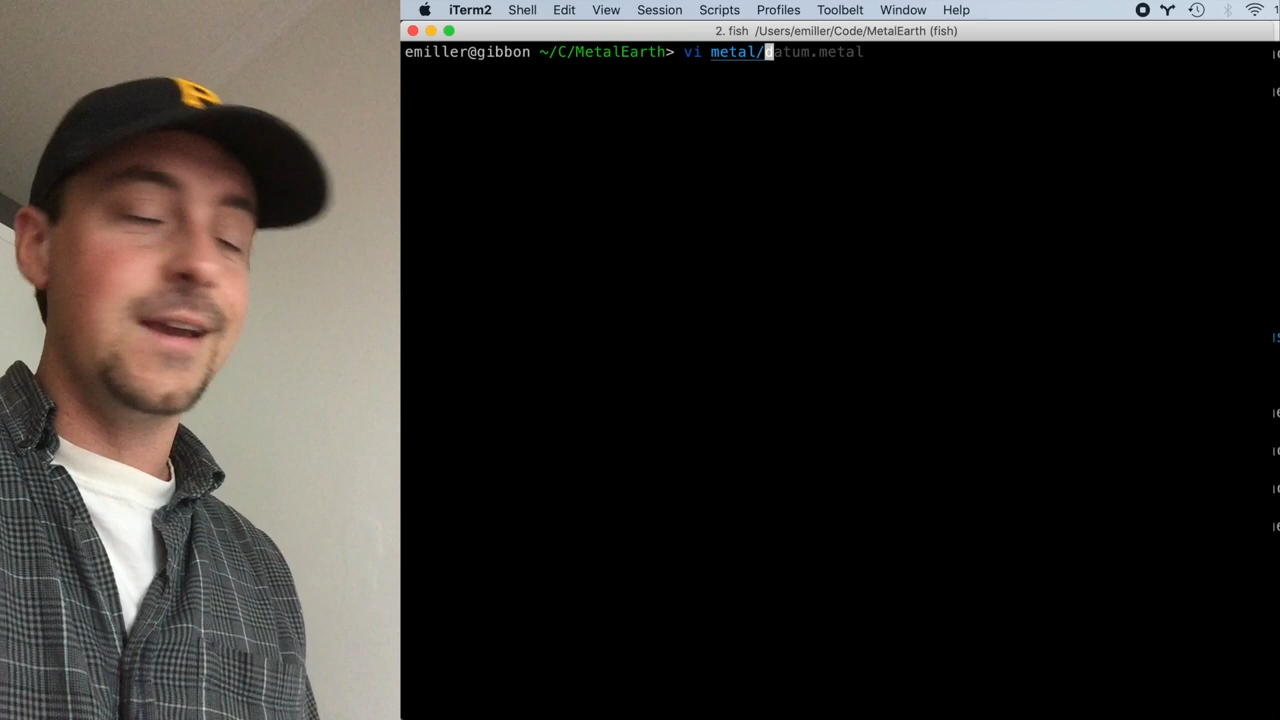 iTerm2 Shell Edit View Session Scripts Profiles Toolbelt Window Help
2. fish /Users/emiller/Code/MetalEarth (fish)
emiller@gibbon ~/C/MetalEarth> vi metal/datum.metal